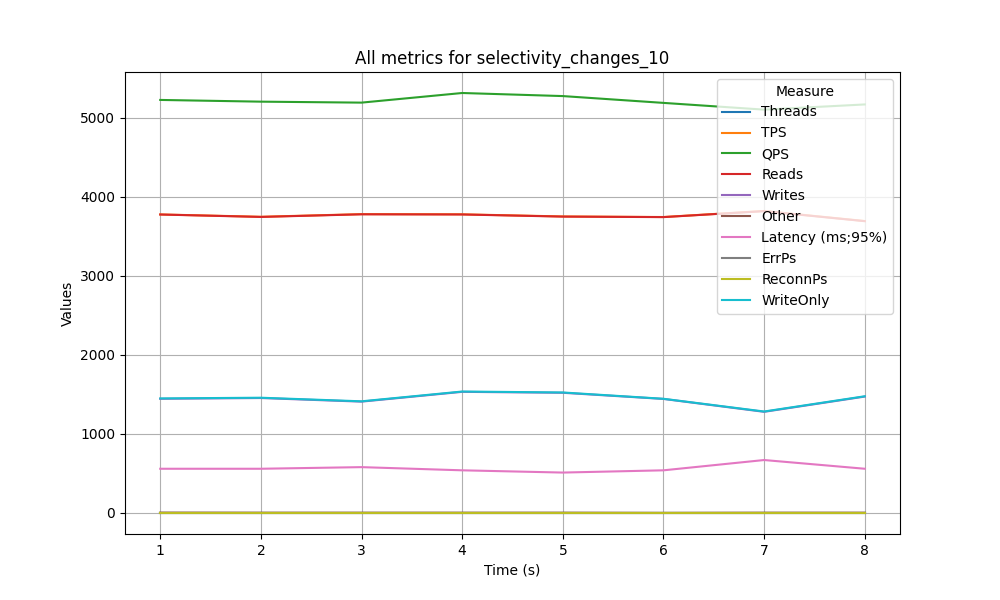 All metrics for selectivity_changes_10
Values
5000
4000
3000
2000
1000
0
Measure
Threads
TPS
QPS
Reads
Writes
Other
Latency (ms;95%)
ErrPs
ReconnPs
WriteOnly
1 2 3 4 5 6 7 8
Time (s)